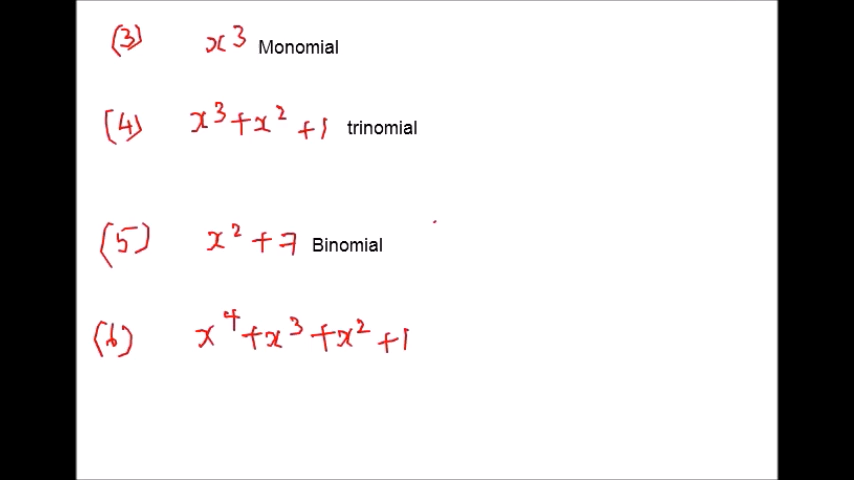 (3) x³ Monomial
(4) x³+x²+1 trinomial
(5) x²+7 Binomial
(6) x⁴+x³+x²+1